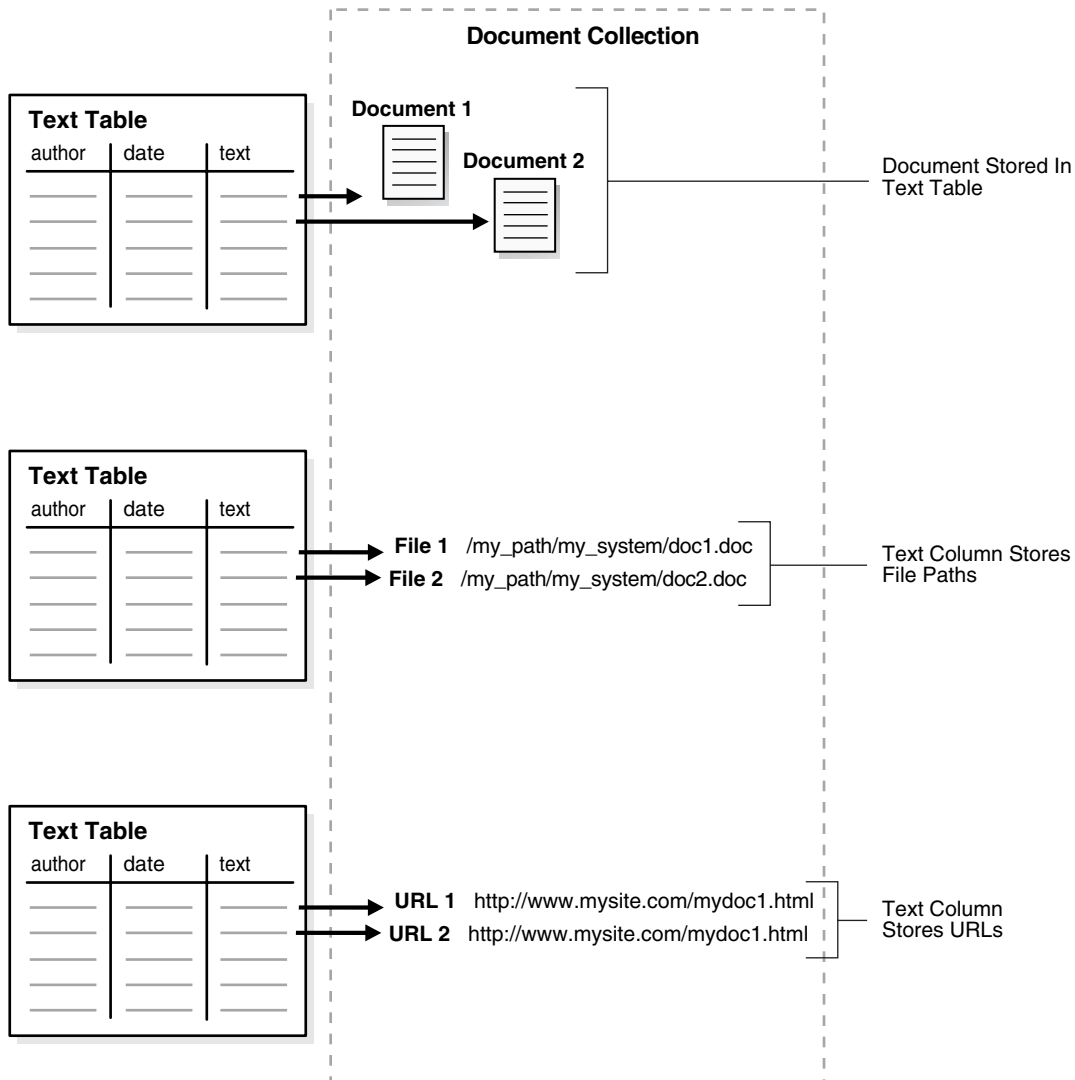 Document Collection
Text Table
author date text
Document 1
Document 2
Document Stored In
Text Table
Text Table
author date text
File 1 /my_path/my_system/doc1.doc
File 2 /my_path/my_system/doc2.doc
Text Column Stores
File Paths
Text Table
author date text
URL 1 http://www.mysite.com/mydoc1.html
URL 2 http://www.mysite.com/mydoc1.html
Text Column
Stores URLs